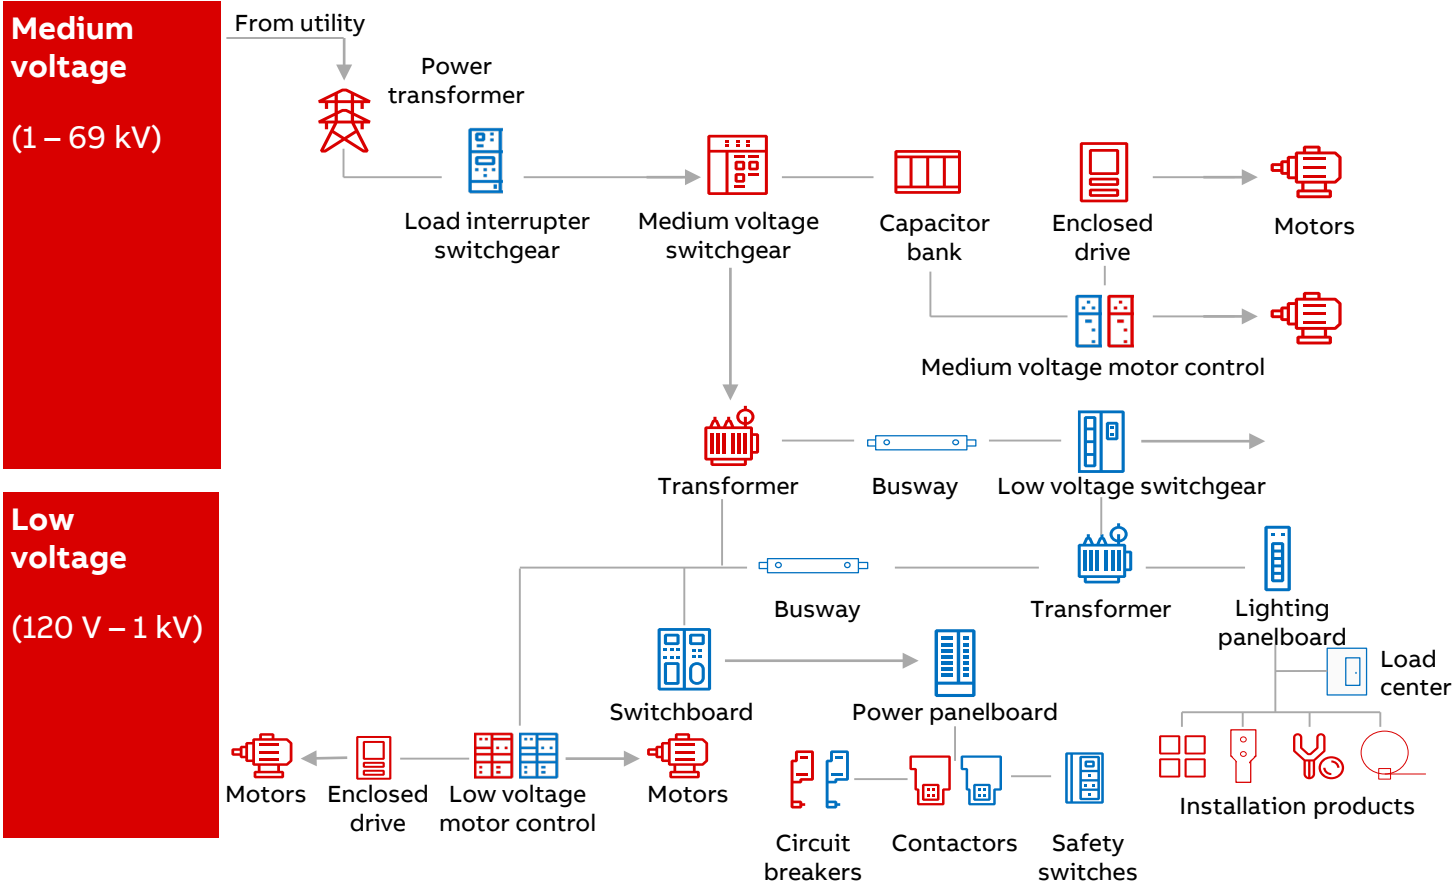 Medium
voltage
(1 – 69 kV)
From utility
Power
transformer
Load interrupter
switchgear
Medium voltage
switchgear
Capacitor
bank
Enclosed
drive
Motors
Medium voltage motor control
Transformer
Busway
Low voltage switchgear
Low
voltage
(120 V – 1 kV)
Busway
Transformer
Lighting
panelboard
Load
center
Switchboard
Power panelboard
Motors
Enclosed
drive
Low voltage
motor control
Motors
Installation products
Circuit
breakers
Contactors
Safety
switches